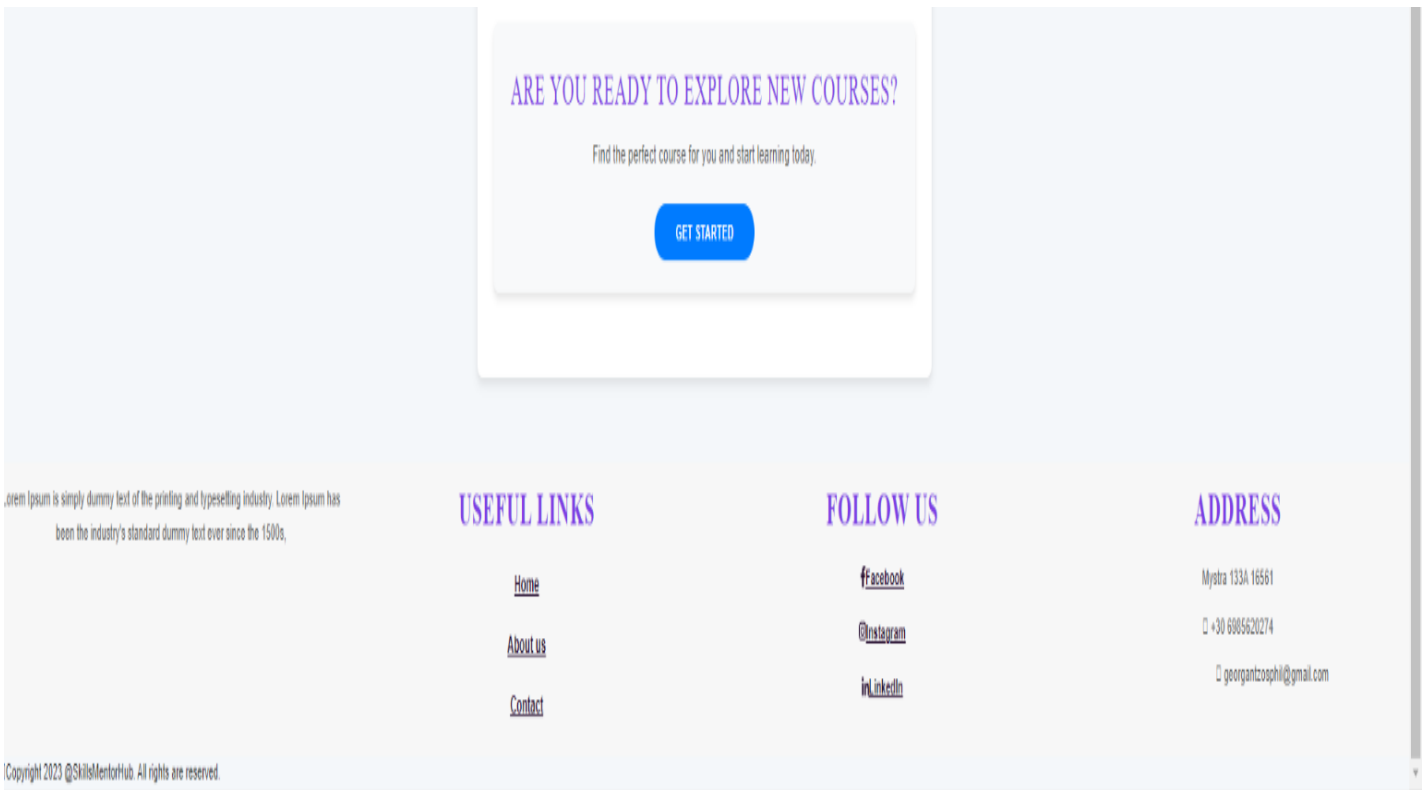 ARE YOU READY TO EXPLORE NEW COURSES?
Find the perfect course for you and start learning today.
GET STARTED
.orem Ipsum is simply dummy text of the printing and typesetting industry. Lorem Ipsum has
been the industry's standard dummy text ever since the 1500s,
USEFUL LINKS
Home
About us
Contact
FOLLOW US
Facebook
Instagram
LinkedIn
ADDRESS
Mystra 133A 16561
+30 6985620274
georgantzosphil@gmail.com
Copyright 2023 @SkillsMentorHub. All rights are reserved.